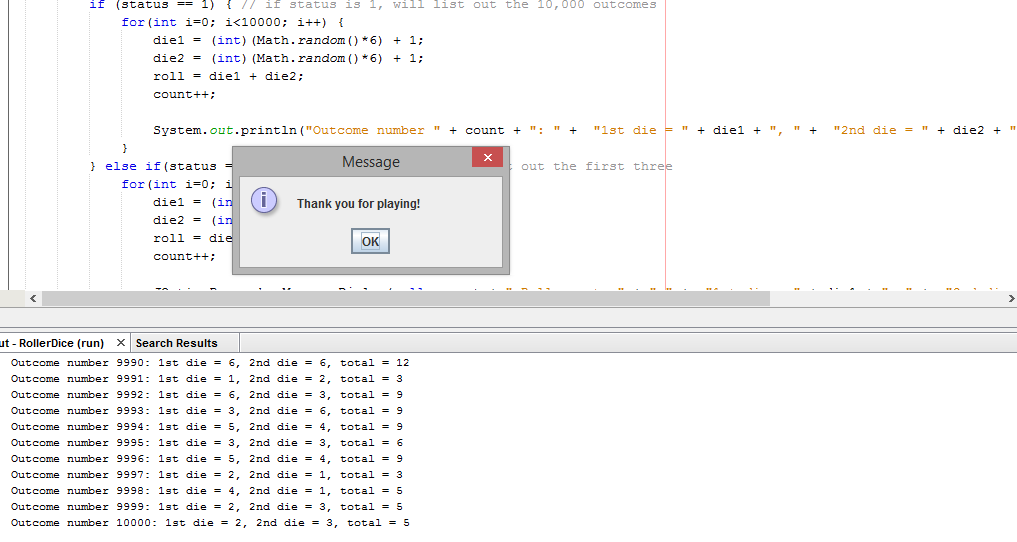 if (status == 1) { // if status is 1, will list out the 10,000 outcomes
for(int i=0; i<10000; i++) {
die1 = (int)(Math.random()*6) + 1;
die2 = (int)(Math.random()*6) + 1;
roll = die1 + die2;
count++;
System.out.println("Outcome number " + count + ": " + "1st die = " + die1 + ", " + "2nd die = " + die2 + "
}
} else if(status = out the first three
for(int i=0; i
die1 = (in
die2 = (in
roll = die
count++;
Message
Thank you for playing!
OK
ut - RollerDice (run)
Search Results
Outcome number 9990: 1st die = 6, 2nd die = 6, total = 12
Outcome number 9991: 1st die = 1, 2nd die = 2, total = 3
Outcome number 9992: 1st die = 6, 2nd die = 3, total = 9
Outcome number 9993: 1st die = 3, 2nd die = 6, total = 9
Outcome number 9994: 1st die = 5, 2nd die = 4, total = 9
Outcome number 9995: 1st die = 3, 2nd die = 3, total = 6
Outcome number 9996: 1st die = 5, 2nd die = 4, total = 9
Outcome number 9997: 1st die = 2, 2nd die = 1, total = 3
Outcome number 9998: 1st die = 4, 2nd die = 1, total = 5
Outcome number 9999: 1st die = 2, 2nd die = 3, total = 5
Outcome number 10000: 1st die = 2, 2nd die = 3, total = 5